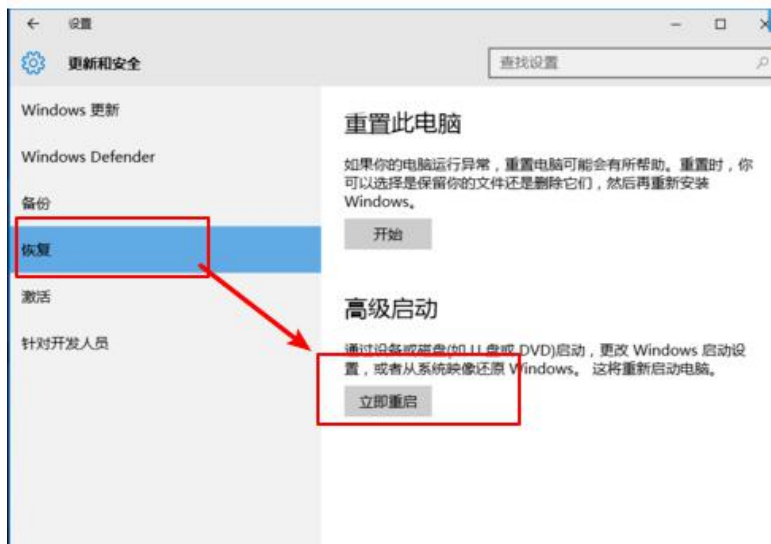 设置
更新和安全
查找设置
Windows 更新
Windows Defender
备份
恢复
激活
针对开发人员
重置此电脑
如果你的电脑运行异常，重置电脑可能会有所帮助。重置时，你
可以选择是保留你的文件还是删除它们，然后再重新安装
Windows。
开始
高级启动
通过设备或磁盘(如 U 盘或 DVD)启动，更改 Windows 启动设
置，或者从系统映像还原 Windows。 这将重新启动电脑。
立即重启